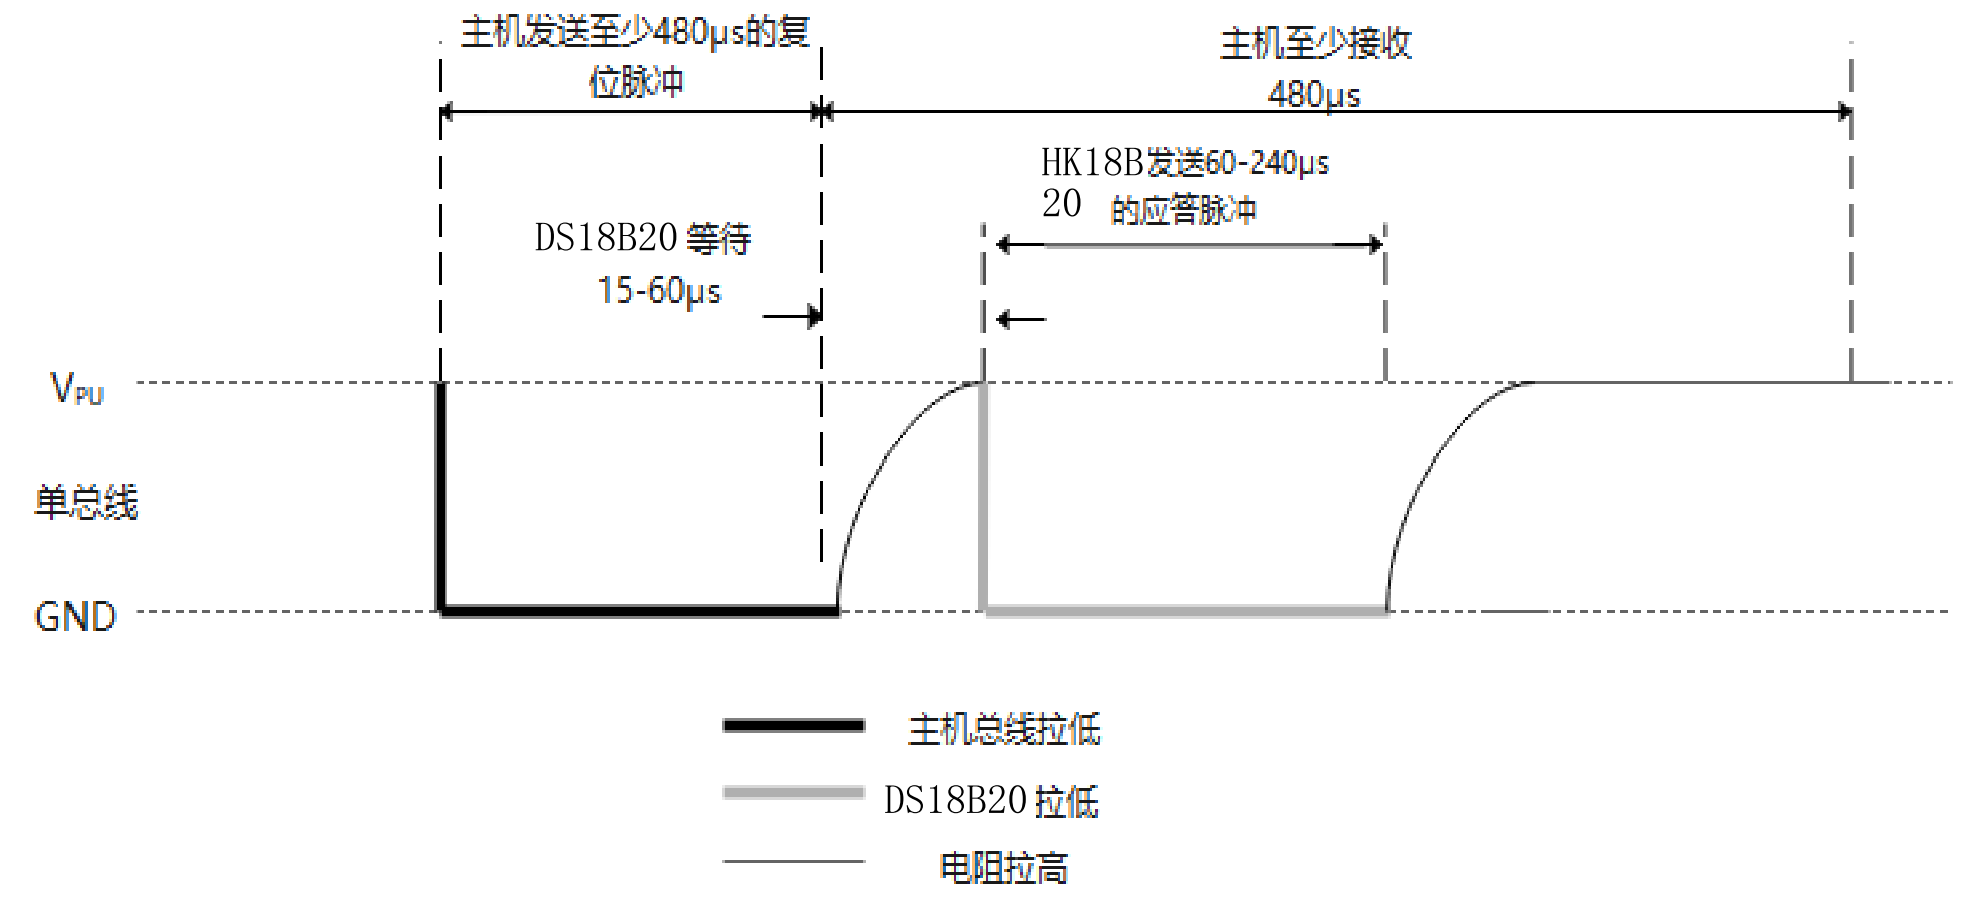 主机发送至少480μs的复
位脉冲
主机至少接收
480μs
HK18B发送60-240μs
20 的应答脉冲
DS18B20 等待
15-60μs
VPU
单总线
GND
主机总线拉低
DS18B20 拉低
电阻拉高